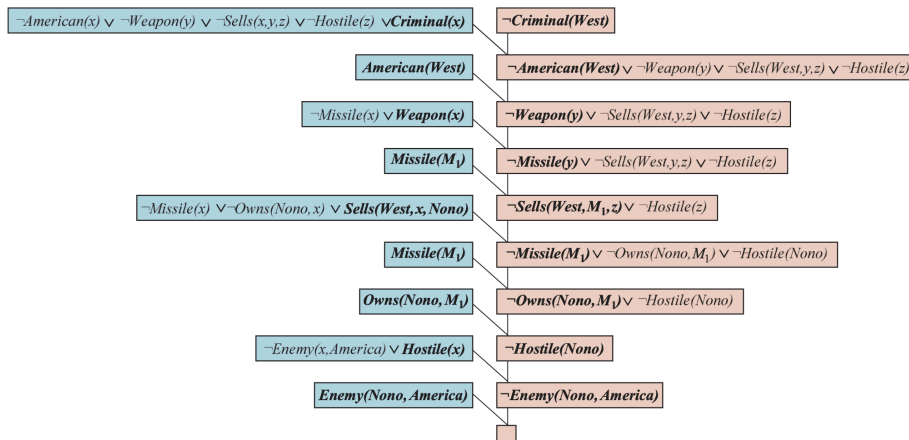 ¬American(x) ∨ ¬Weapon(y) ∨ ¬Sells(x,y,z) ∨ ¬Hostile(z) ∨Criminal(x) ¬Criminal(West)
American(West) ¬American(West) ∨ ¬Weapon(y) ∨ ¬Sells(West,y,z) ∨ ¬Hostile(z)
¬Missile(x) ∨ Weapon(x) ¬Weapon(y) ∨ ¬Sells(West,y,z) ∨ ¬Hostile(z)
Missile(M₁) ¬Missile(y) ∨ ¬Sells(West,y,z) ∨ ¬Hostile(z)
¬Missile(x) ∨ ¬Owns(Nono,x) ∨ Sells(West,x,Nono) ¬Sells(West,M₁,z) ∨ ¬Hostile(z)
Missile(M₁) ¬Missile(M₁) ∨ ¬Owns(Nono,M₁) ∨ ¬Hostile(Nono)
Owns(Nono,M₁) ¬Owns(Nono,M₁) ∨ ¬Hostile(Nono)
¬Enemy(x,America) ∨ Hostile(x) ¬Hostile(Nono)
Enemy(Nono,America) ¬Enemy(Nono,America)